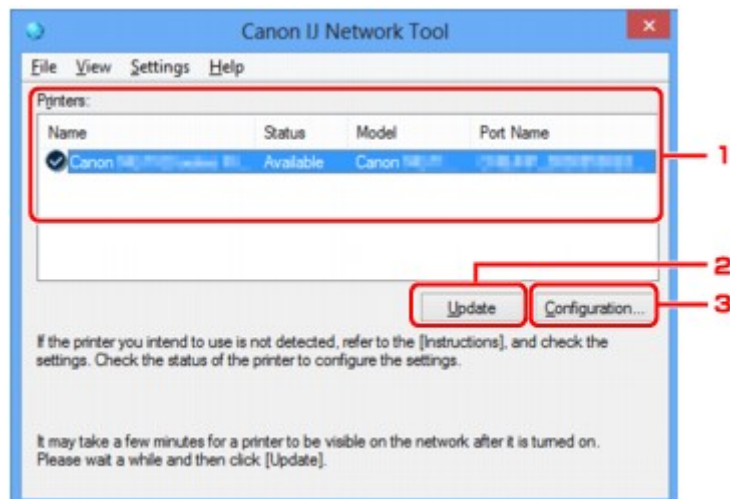 Canon IJ Network Tool
File View Settings Help
Printers:
Name Status Model Port Name
Canon Available Canon
1
2
Update Configuration...
3
If the printer you intend to use is not detected, refer to the [Instructions], and check the
settings. Check the status of the printer to configure the settings.
It may take a few minutes for a printer to be visible on the network after it is turned on.
Please wait a while and then click [Update].